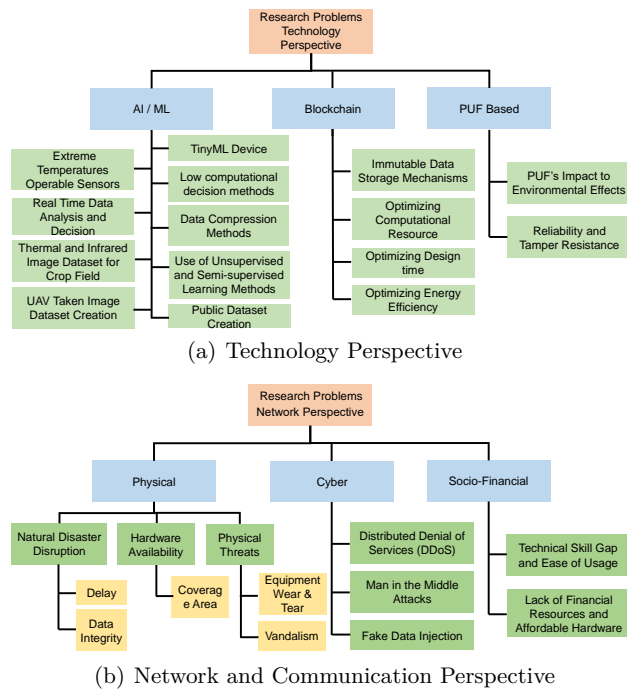 Research Problems
Technology
Perspective
AI / ML
Blockchain
PUF Based
Extreme
Temperatures
Operable Sensors
Real Time Data
Analysis and
Decision
Thermal and Infrared
Image Dataset for
Crop Field
UAV Taken Image
Dataset Creation
TinyML Device
Low computational
decision methods
Data Compression
Methods
Use of Unsupervised
and Semi-supervised
Learning Methods
Public Dataset
Creation
Immutable Data
Storage Mechanisms
Optimizing
Computational
Resource
Optimizing Design
time
Optimizing Energy
Efficiency
PUF's Impact to
Environmental Effects
Reliability and
Tamper Resistance
(a) Technology Perspective
Research Problems
Network Perspective
Physical
Cyber
Socio-Financial
Natural Disaster
Disruption
Delay
Data
Integrity
Hardware
Availability
Coverag
e Area
Physical
Threats
Equipment
Wear &
Tear
Vandalism
Distributed Denial of
Services (DDoS)
Man in the Middle
Attacks
Fake Data Injection
Technical Skill Gap
and Ease of Usage
Lack of Financial
Resources and
Affordable Hardware
(b) Network and Communication Perspective